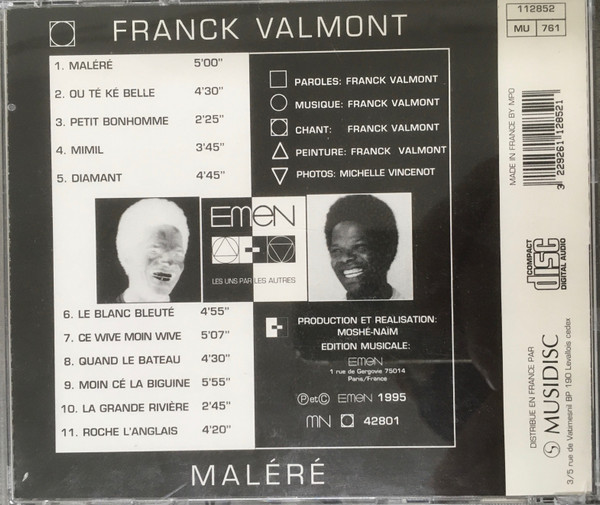 FRANCK VALMONT
1. MALÉRÉ 5'00"
2. OU TÉ KÉ BELLE 4'30"
3. PETIT BONHOMME 2'25"
4. MIMIL 3'45"
5. DIAMANT 4'45"
PAROLES: FRANCK VALMONT
MUSIQUE: FRANCK VALMONT
CHANT: FRANCK VALMONT
PEINTURE: FRANCK VALMONT
PHOTOS: MICHELLE VINCENOT
EMEN
LES UNS PAR LES AUTRES
6. LE BLANC BLEUTÉ 4'55"
7. CE WIVE MOIN WIVE 5'07"
8. QUAND LE BATEAU 4'30"
9. MOIN CÉ LA BIGUINE 5'55"
10. LA GRANDE RIVIÈRE 2'45"
11. ROCHE L'ANGLAIS 4'20"
PRODUCTION ET REALISATION:
MOSHÉ-NAÏM
EDITION MUSICALE:
EMEN
1 rue de Gergovie 75014
Paris/France
Ⓟ et Ⓒ EMEN 1995
MN 42801
MALÉRÉ
112852
MU 761
MADE IN FRANCE BY MPO
3 229261 128521
COMPACT
disc
DIGITAL AUDIO
DISTRIBUE EN FRANCE PAR
MUSIDISC
3/5 rue de Vatimesnil BP 190 Levallois cedex